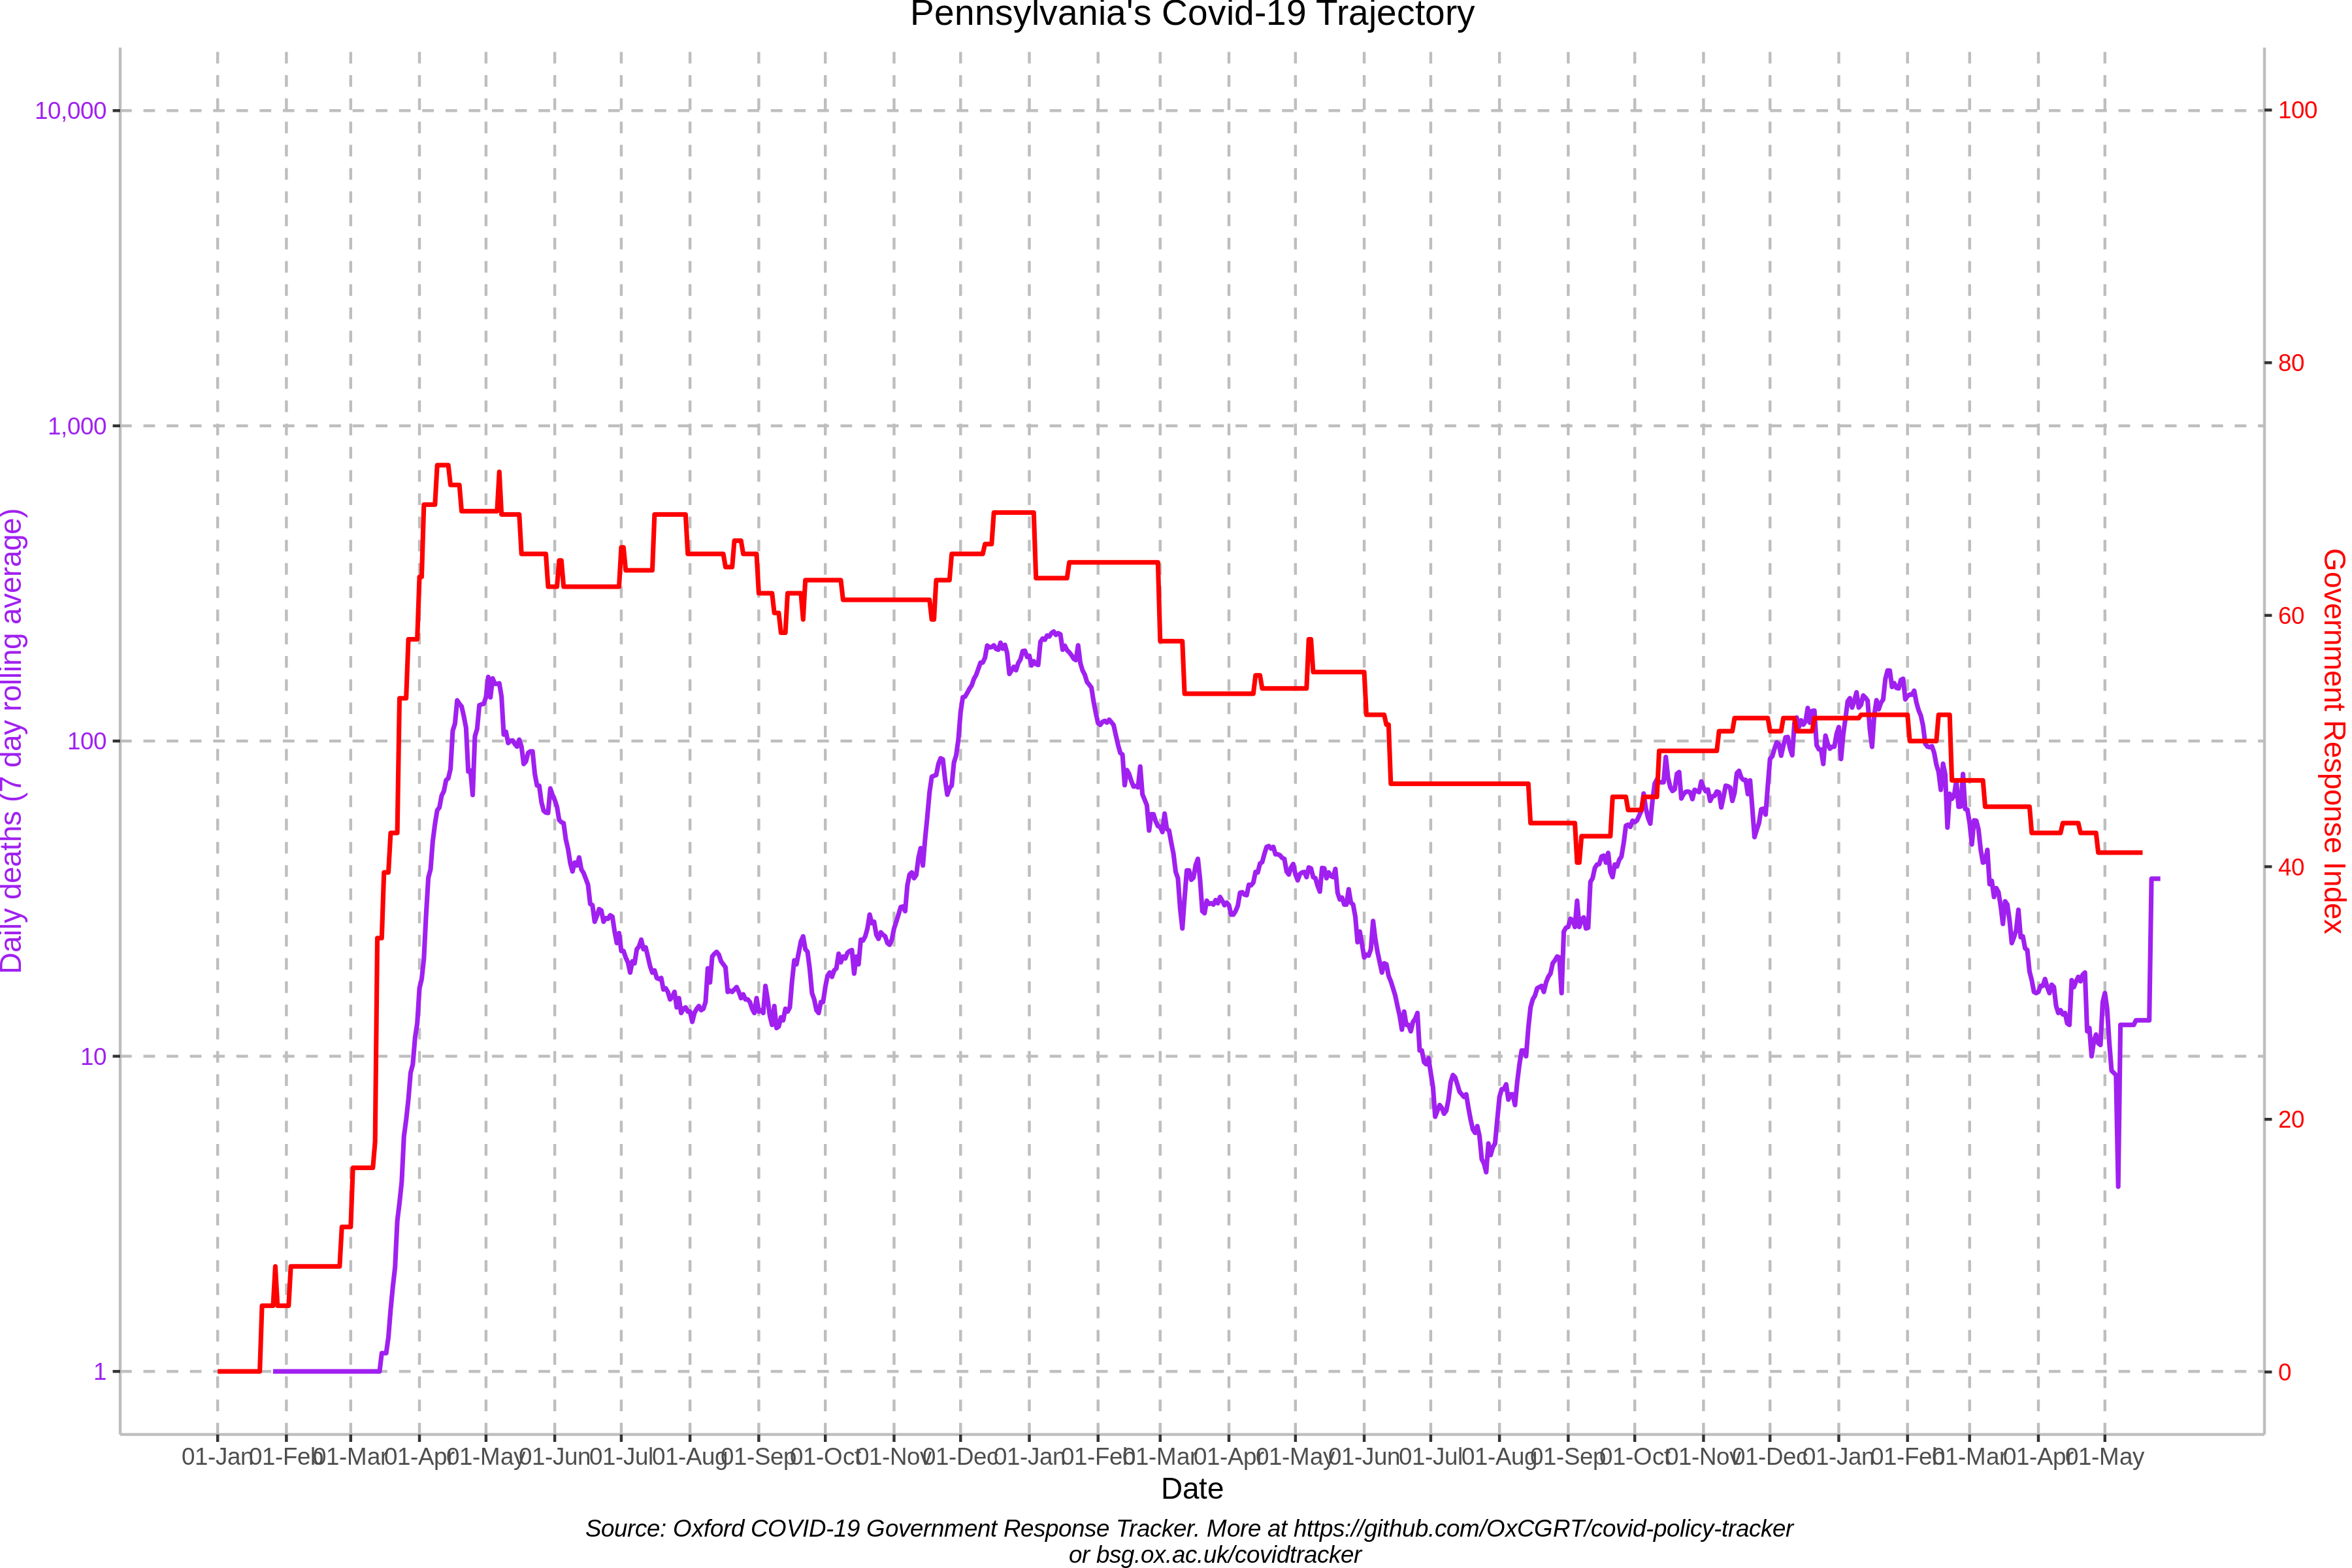 Pennsylvania's Covid-19 Trajectory
10,000
1,000
100
10
1
Daily deaths (7 day rolling average)
100
80
60
40
20
0
Government Response Index
01-Jan 01-Feb 01-Mar 01-Apr 01-May 01-Jun 01-Jul 01-Aug 01-Sep 01-Oct 01-Nov 01-Dec 01-Jan 01-Feb 01-Mar 01-Apr 01-May 01-Jun 01-Jul 01-Aug 01-Sep 01-Oct 01-Nov 01-Dec 01-Jan 01-Feb 01-Mar 01-Apr 01-May
Date
Source: Oxford COVID-19 Government Response Tracker. More at https://github.com/OxCGRT/covid-policy-tracker
or bsg.ox.ac.uk/covidtracker